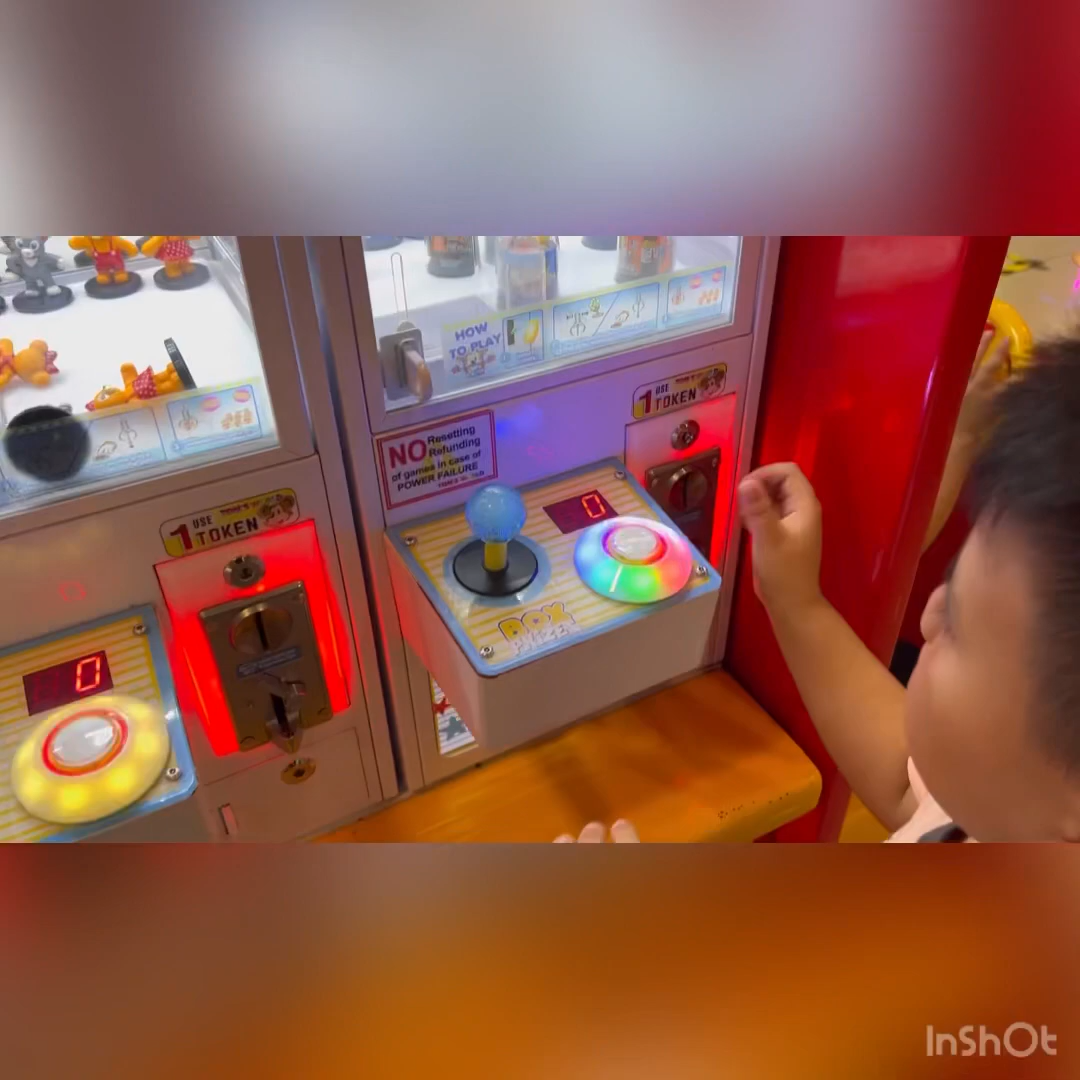 HOW
TO PLAY
1 USE
TOKEN
NO Resetting
Refunding
of games in case of
POWER FAILURE
0
BOX
PRIZE
1 USE
TOKEN
0
InShOt